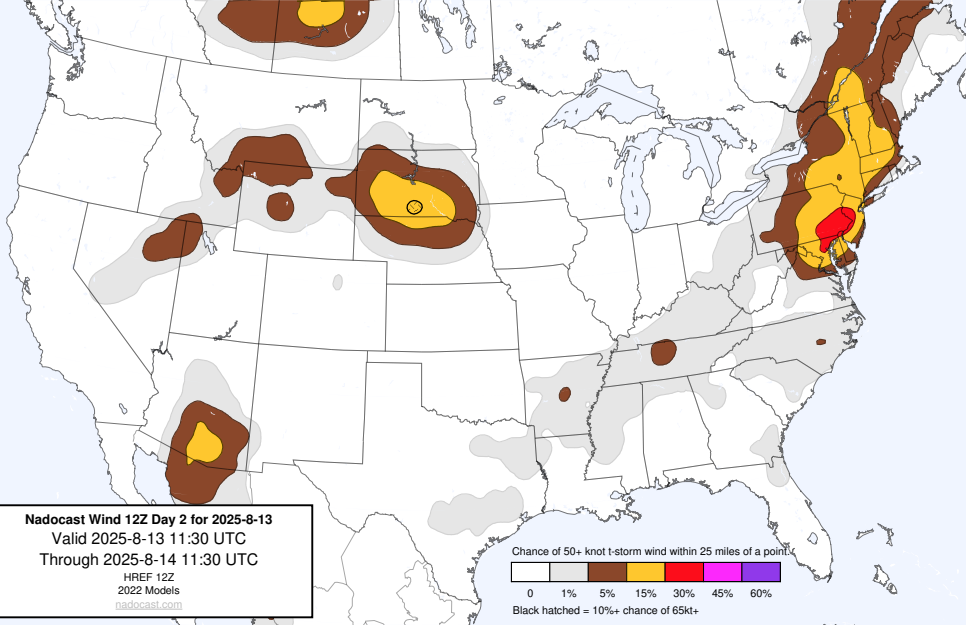 Nadocast Wind 12Z Day 2 for 2025-8-13
Valid 2025-8-13 11:30 UTC
Through 2025-8-14 11:30 UTC
HREF 12Z
2022 Models
nadocast.com
Chance of 50+ knot t-storm wind within 25 miles of a point.
0 1% 5% 15% 30% 45% 60%
Black hatched = 10%+ chance of 65kt+